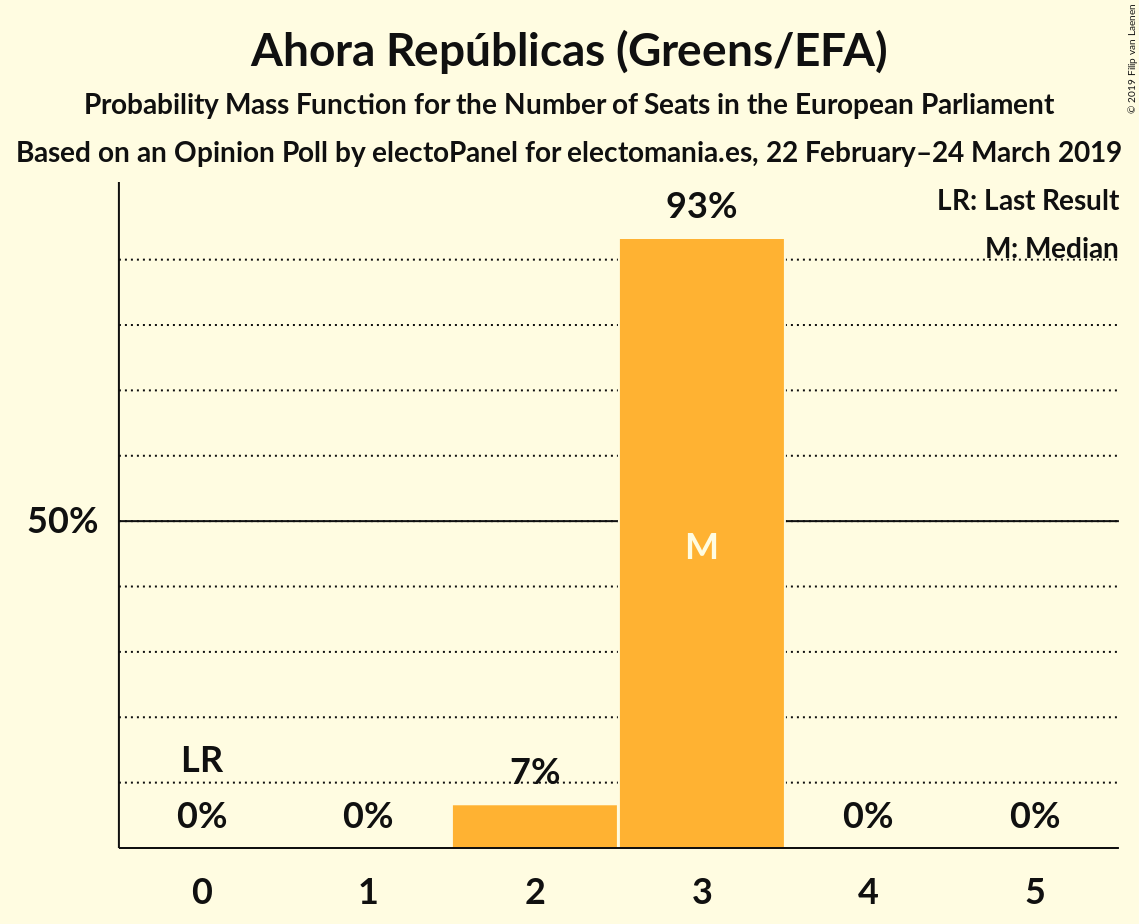 Ahora Repúblicas (Greens/EFA)
Probability Mass Function for the Number of Seats in the European Parliament
Based on an Opinion Poll by electoPanel for electomania.es, 22 February–24 March 2019
© 2019 Filip van Laenen
LR: Last Result
M: Median
93%
50%
M
LR
7%
0%
0%
0%
0%
0
1
2
3
4
5